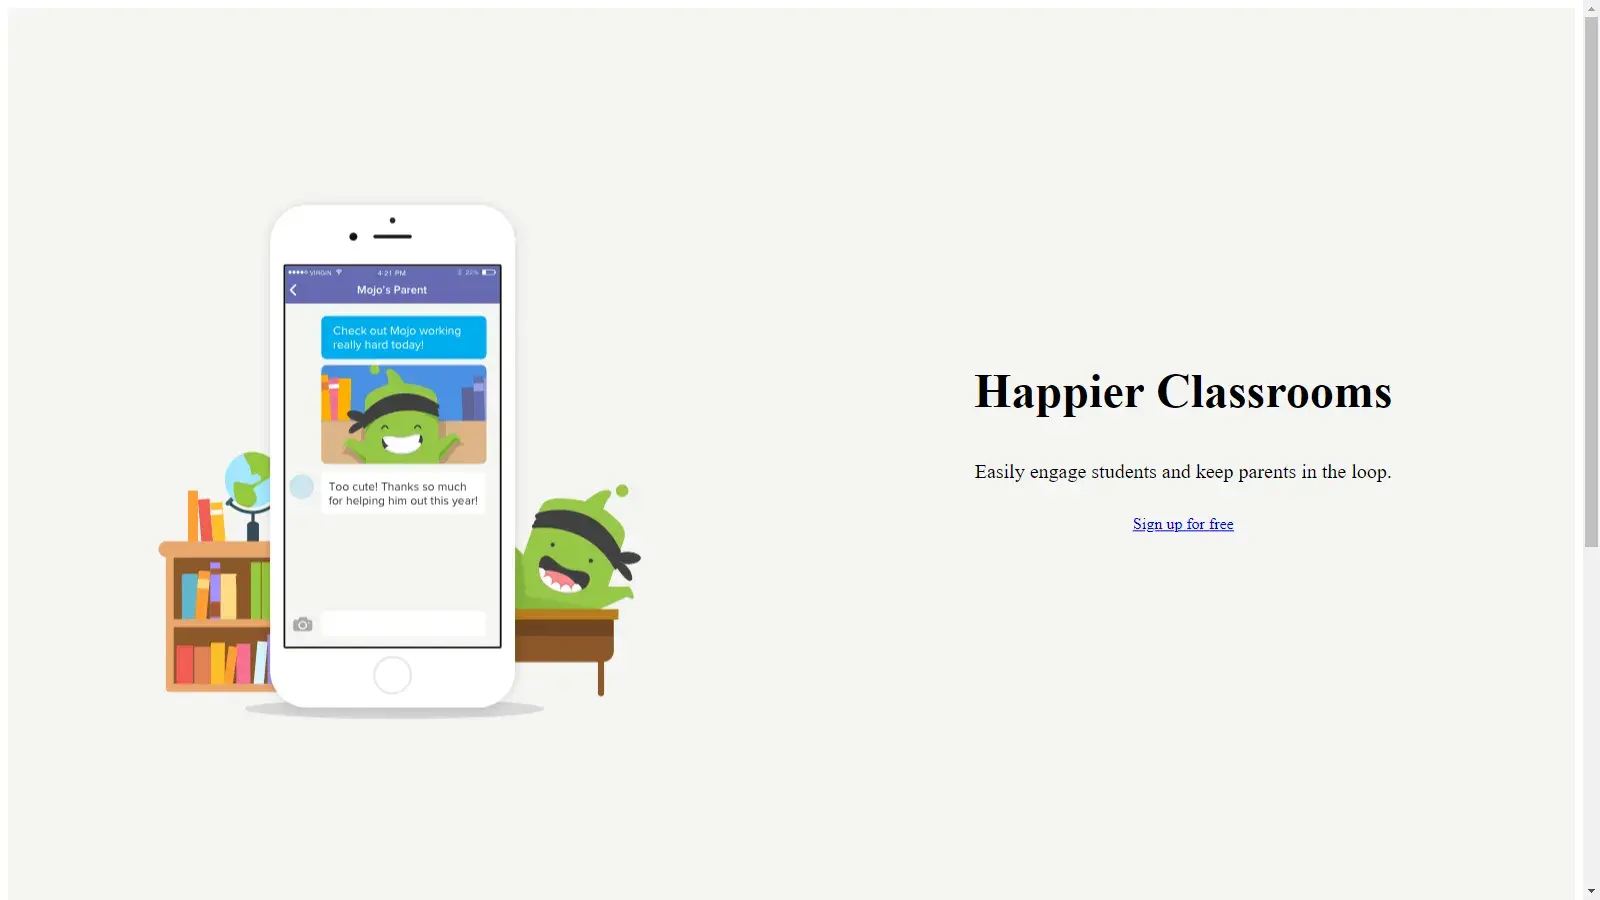 VIRGIN
4:21 PM
22%
Mojo's Parent
Check out Mojo working
really hard today!
Too cute! Thanks so much
for helping him out this year!
Happier Classrooms
Easily engage students and keep parents in the loop.
Sign up for free